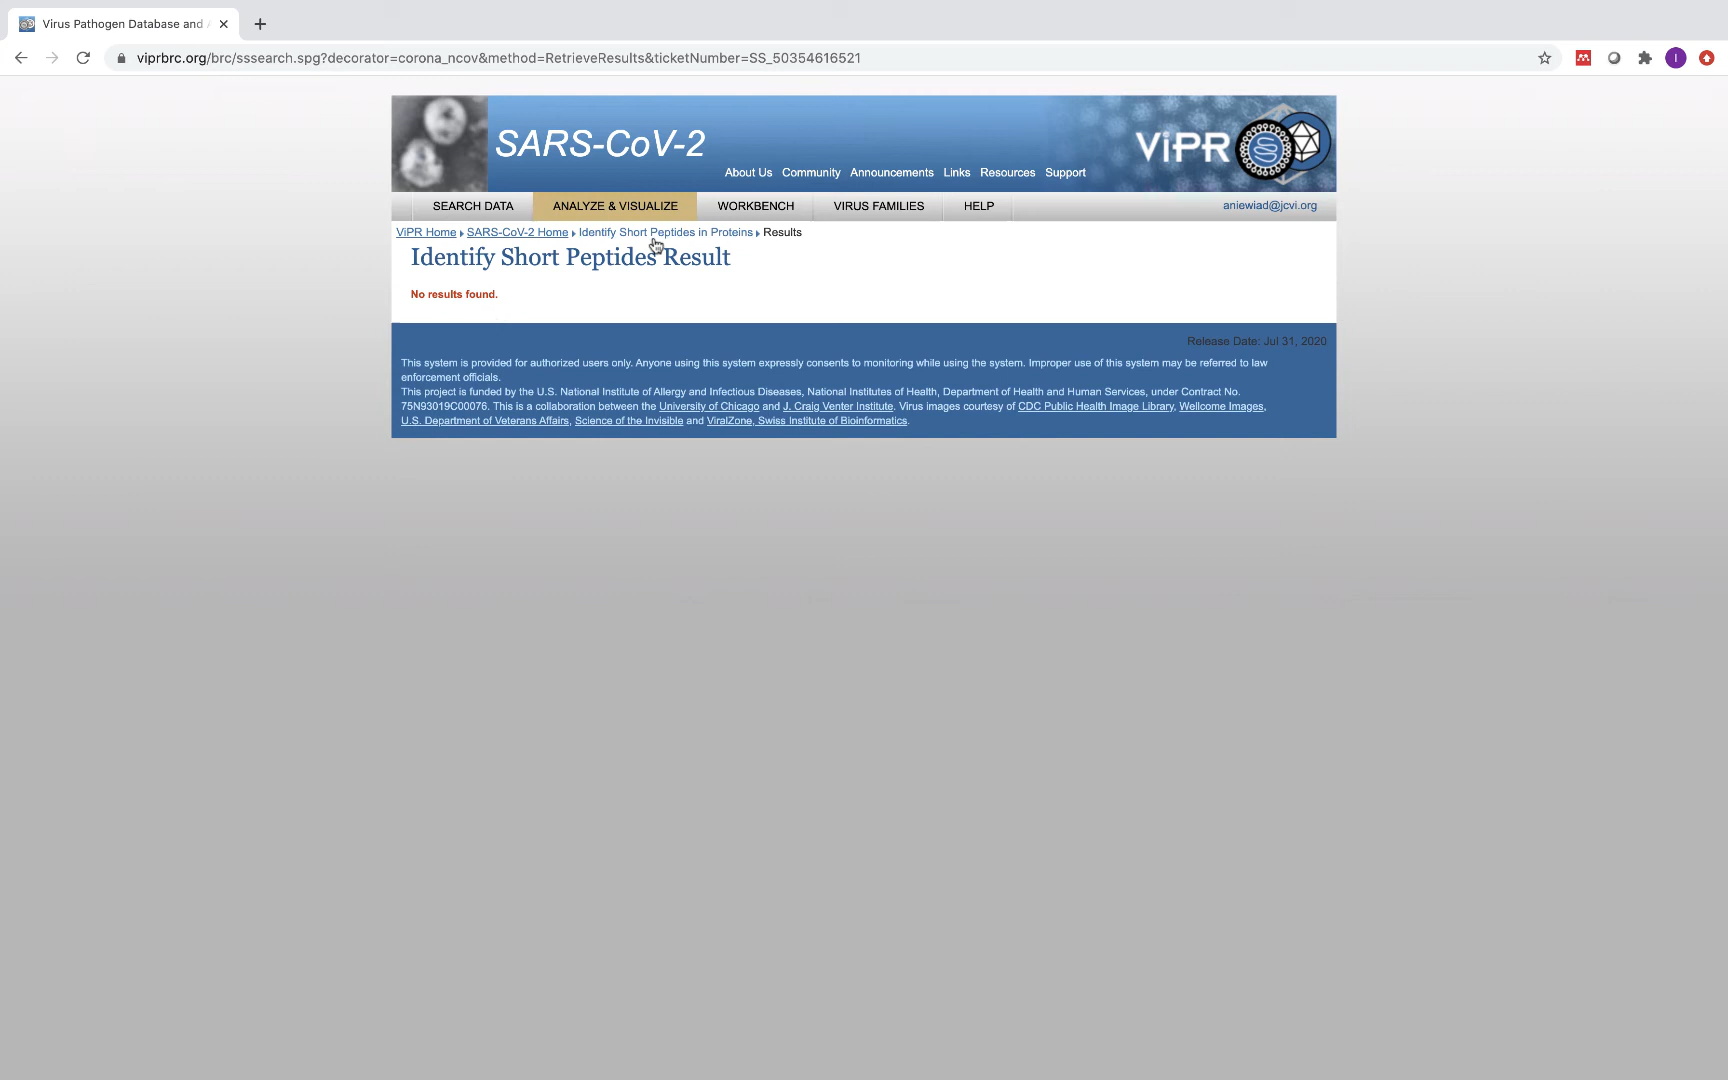 Virus Pathogen Database and
viprbrc.org/brc/sssearch.spg?decorator=corona_ncov&method=RetrieveResults&ticketNumber=SS_50354616521
I
SARS-CoV-2
ViPR
About Us Community Announcements Links Resources Support
SEARCH DATA ANALYZE & VISUALIZE WORKBENCH VIRUS FAMILIES HELP aniewiad@jcvi.org
ViPR Home SARS-CoV-2 Home Identify Short Peptides in Proteins Results
Identify Short Peptides Result
No results found.
Release Date: Jul 31, 2020
This system is provided for authorized users only. Anyone using this system expressly consents to monitoring while using the system. Improper use of this system may be referred to law
enforcement officials.
This project is funded by the U.S. National Institute of Allergy and Infectious Diseases, National Institutes of Health, Department of Health and Human Services, under Contract No.
75N93019C00076. This is a collaboration between the University of Chicago and J. Craig Venter Institute. Virus images courtesy of CDC Public Health Image Library, Wellcome Images,
U.S. Department of Veterans Affairs, Science of the Invisible and ViralZone, Swiss Institute of Bioinformatics.